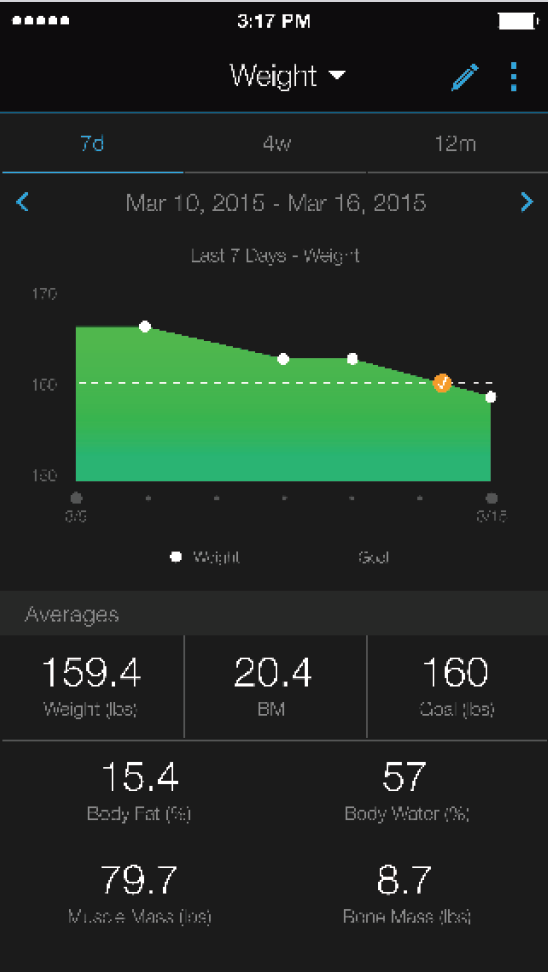 3:17 PM
Weight
7d 4w 12m
Mar 10, 2015 - Mar 16, 2015
Last 7 Days - Weight
170
160
150
3/15
Weight Goal
Averages
159.4 20.4 160
Weight (lbs) BM Goal (lbs)
15.4 57
Body Fat (%) Body Water (%)
79.7 8.7
Muscle Mass (lbs) Bone Mass (lbs)